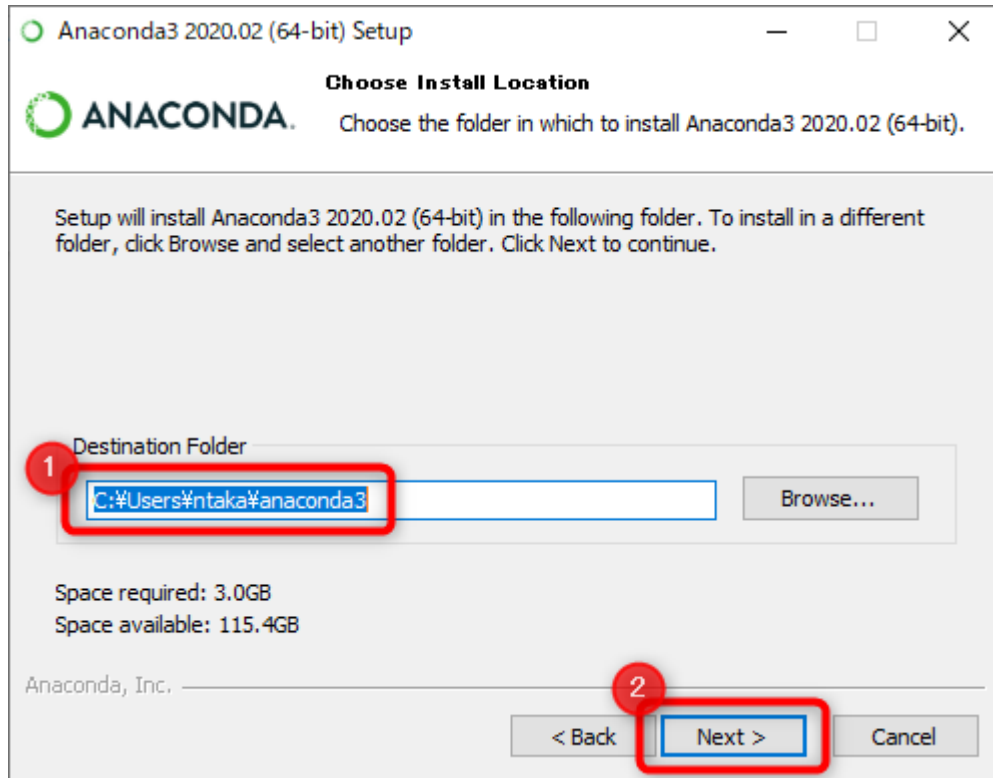 Anaconda3 2020.02 (64-bit) Setup
ANACONDA.
Choose Install Location
Choose the folder in which to install Anaconda3 2020.02 (64-bit).
Setup will install Anaconda3 2020.02 (64-bit) in the following folder. To install in a different
folder, click Browse and select another folder. Click Next to continue.
Destination Folder
1
C:¥Users¥ntaka¥anaconda3
Browse...
Space required: 3.0GB
Space available: 115.4GB
Anaconda, Inc.
2
< Back
Next >
Cancel